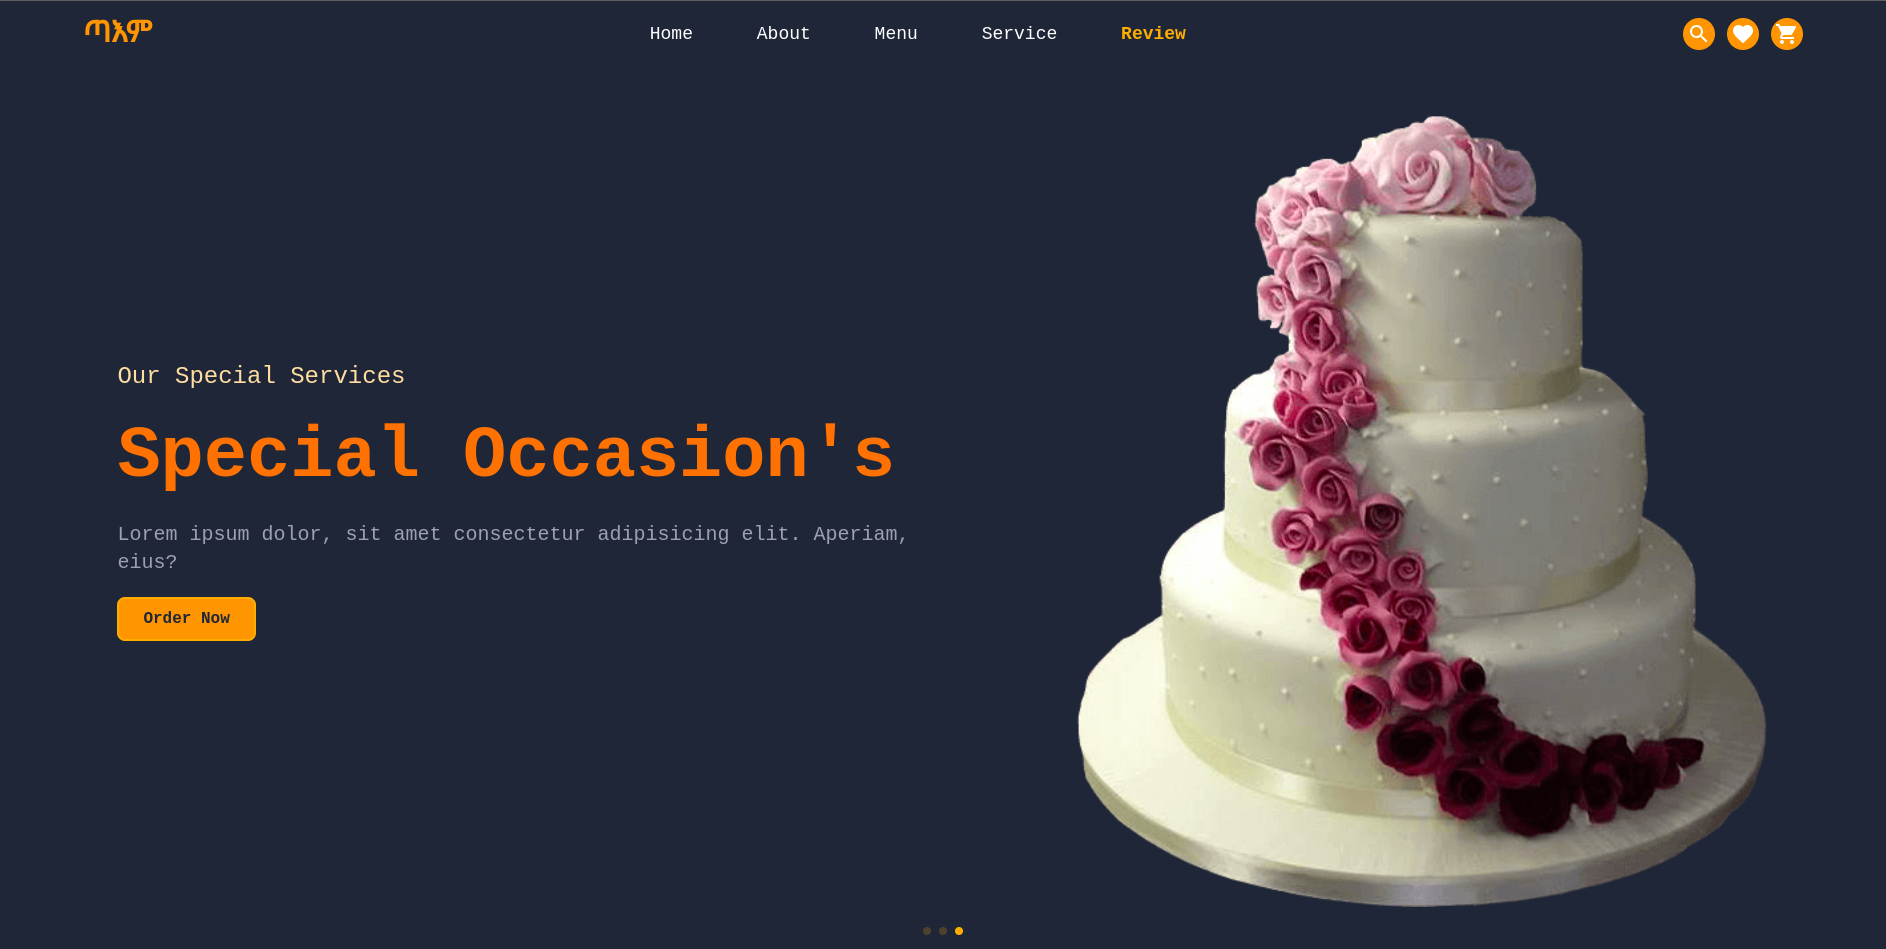 ጣእም
Home About Menu Service Review
Our Special Services
Special Occasion's
Lorem ipsum dolor, sit amet consectetur adipisicing elit. Aperiam,
eius?
Order Now